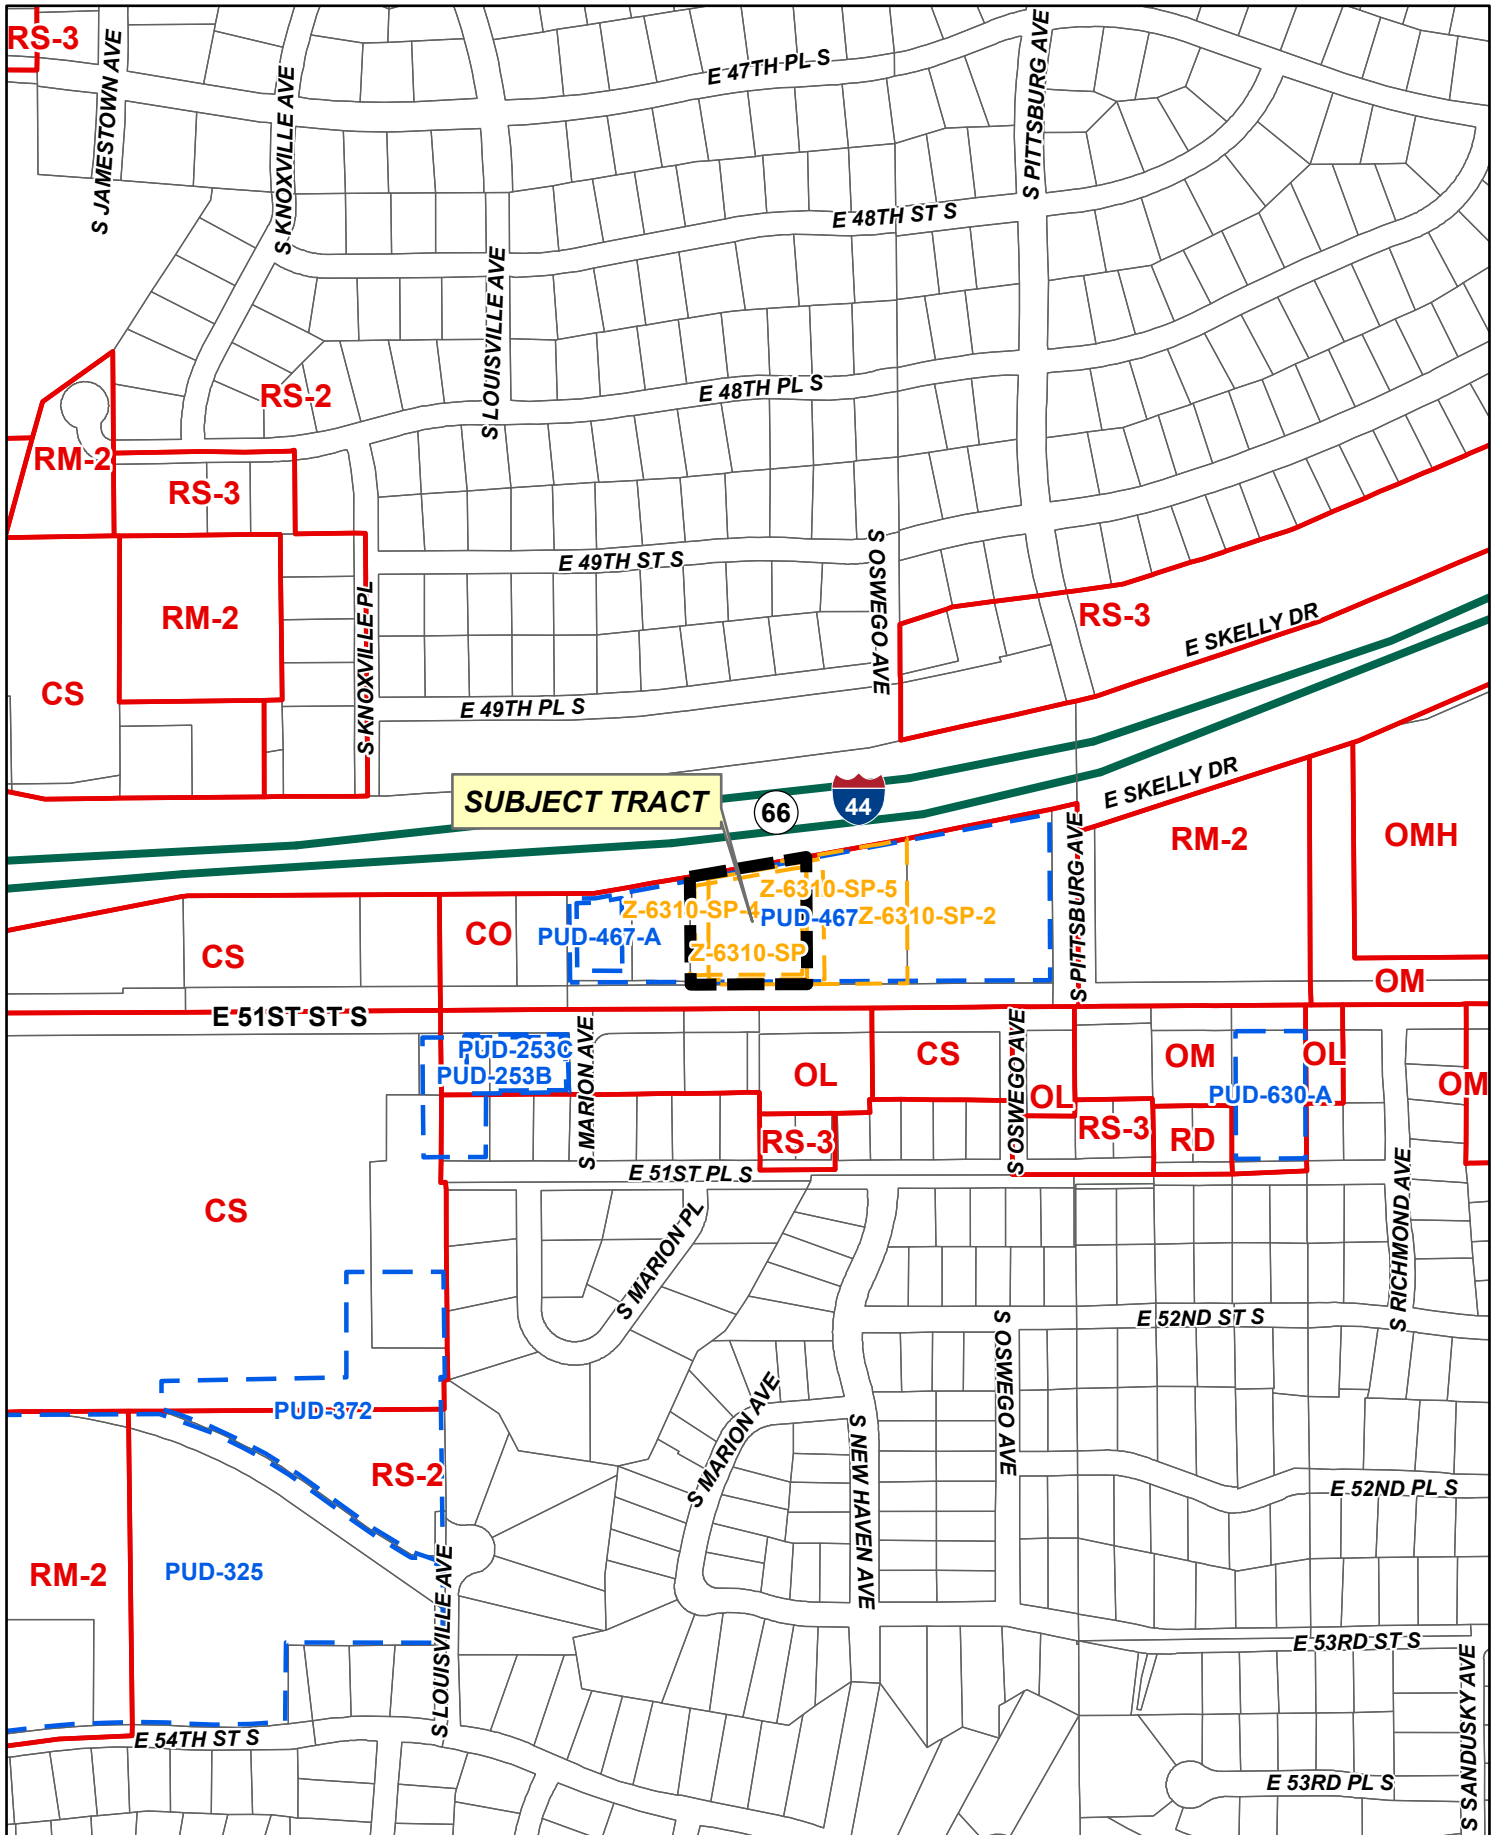 RS-3
S JAMESTOWN AVE
S KNOXVILLE AVE
E 47TH PL S
S PITTSBURG AVE
E 48TH ST S
S LOUISVILLE AVE
RS-2
E 48TH PL S
RM-2
RS-3
E 49TH ST S
S OSWEGO AVE
RM-2
S KNOXVILLE PL
RS-3
E SKELLY DR
CS
E 49TH PL S
SUBJECT TRACT
66
44
E SKELLY DR
S PITTSBURG AVE
RM-2
OMH
Z-6310-SP-5
Z-6310-SP-4
PUD-467
Z-6310-SP-2
CO
PUD-467-A
CS
Z-6310-SP
OM
E 51ST ST S
S MARION AVE
S OSWEGO AVE
PUD-253C
PUD-253B
CS
OM
OL
OL
OL
OM
PUD-630-A
RS-3
RS-3
RD
E 51ST PL S
S RICHMOND AVE
CS
S MARION PL
E 52ND ST S
S OSWEGO AVE
S MARION AVE
PUD-372
S NEW HAVEN AVE
RS-2
E 52ND PL S
RM-2
PUD-325
S LOUISVILLE AVE
E 53RD ST S
S SANDUSKY AVE
E 54TH ST S
E 53RD PL S